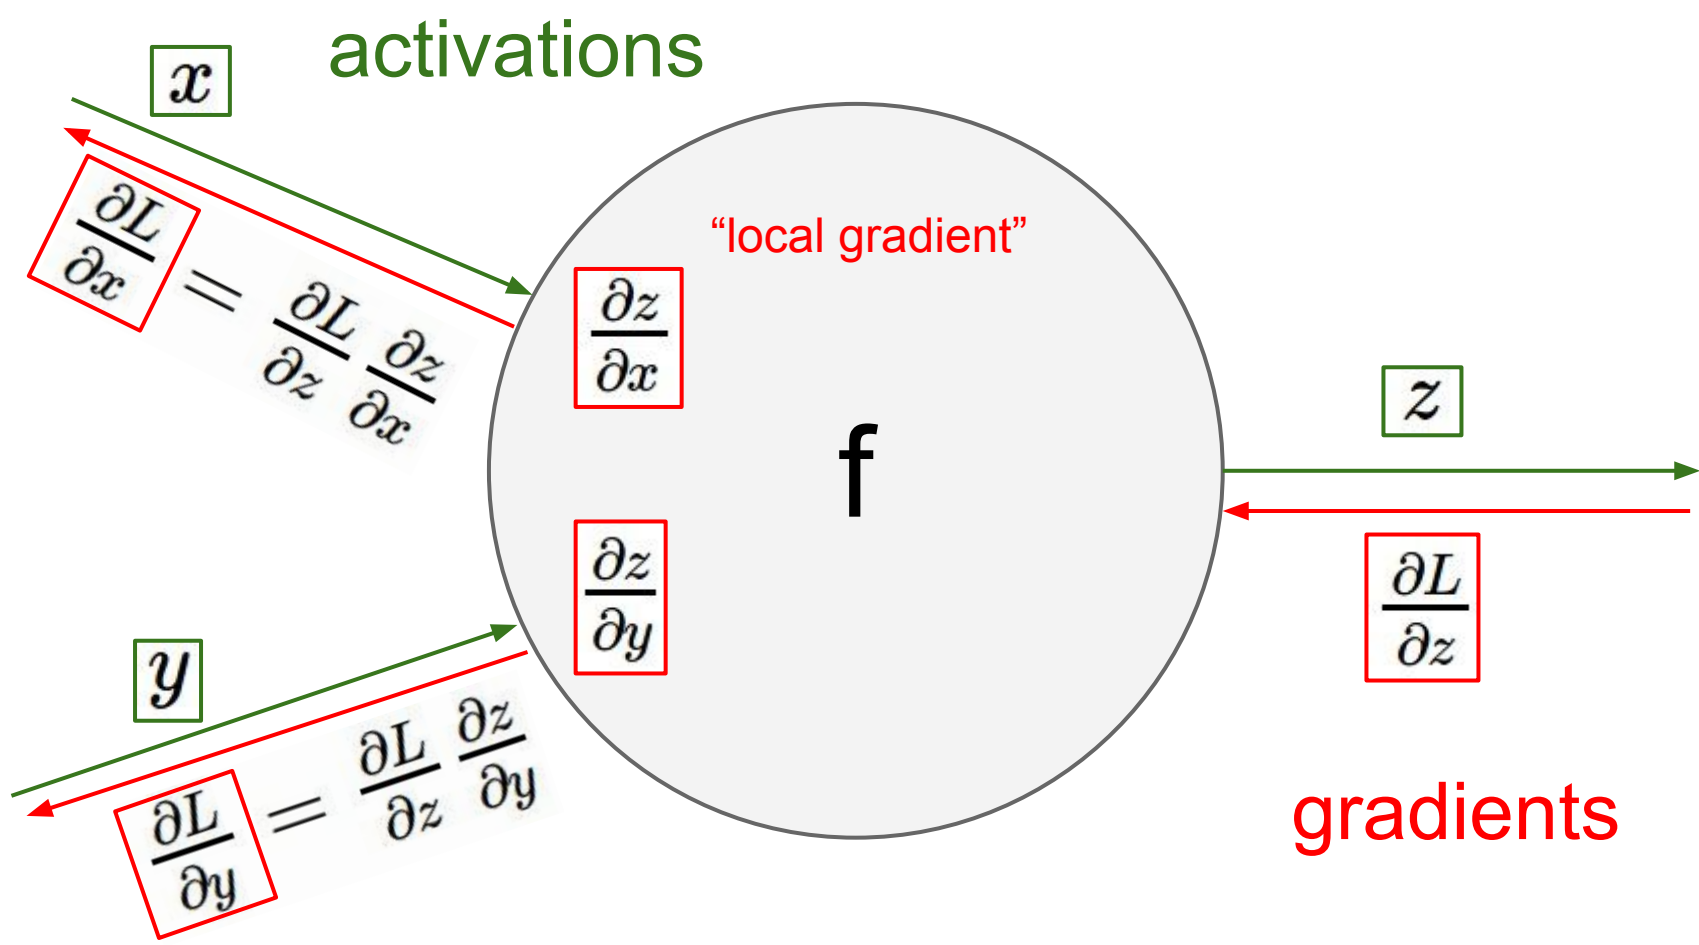 activations
x
∂L/∂x = ∂L/∂z ∂z/∂x
“local gradient”
∂z/∂x
f
z
∂z/∂y
∂L/∂z
y
∂L/∂y = ∂L/∂z ∂z/∂y
gradients